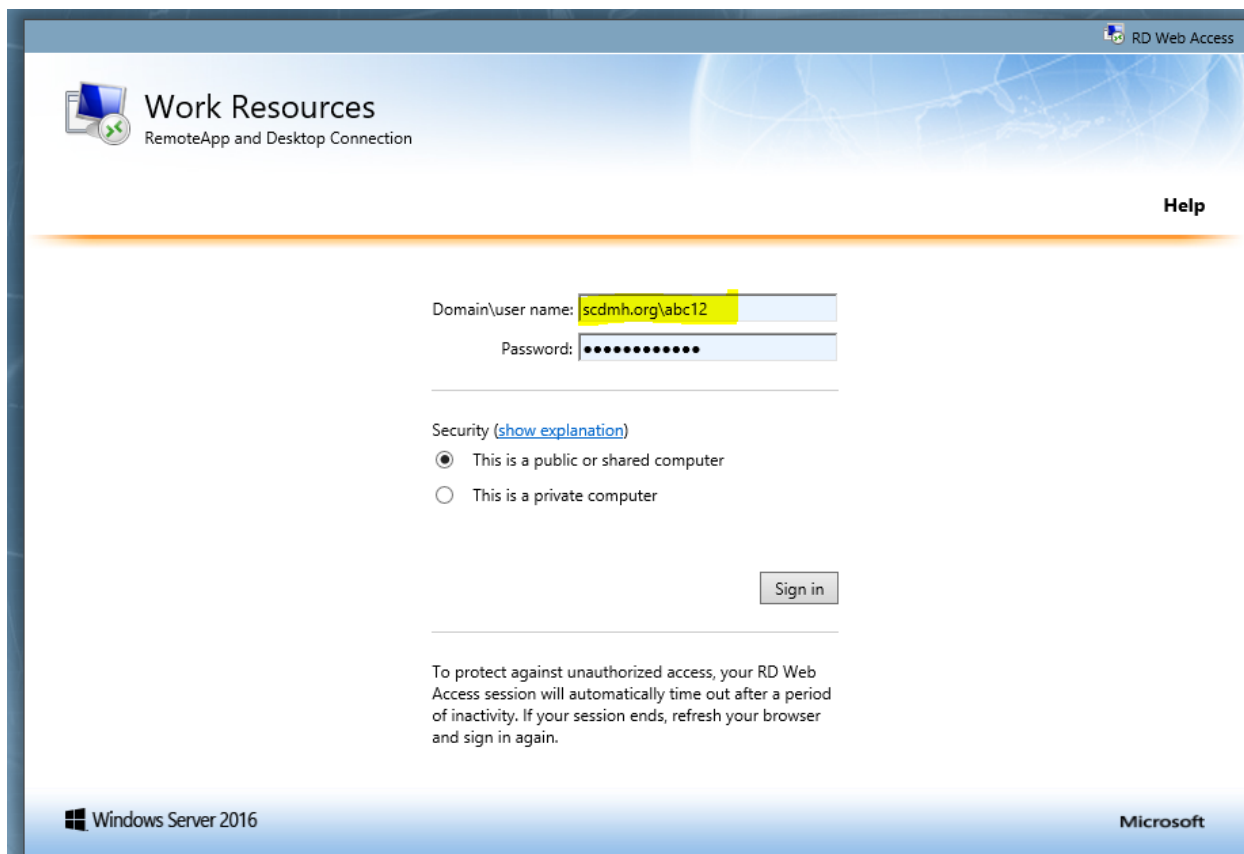 RD Web Access
Work Resources
RemoteApp and Desktop Connection
Help
Domain\user name: scdmh.org\abc12
Password: ••••••••••••
Security (show explanation)
This is a public or shared computer
This is a private computer
Sign in
To protect against unauthorized access, your RD Web
Access session will automatically time out after a period
of inactivity. If your session ends, refresh your browser
and sign in again.
Windows Server 2016
Microsoft